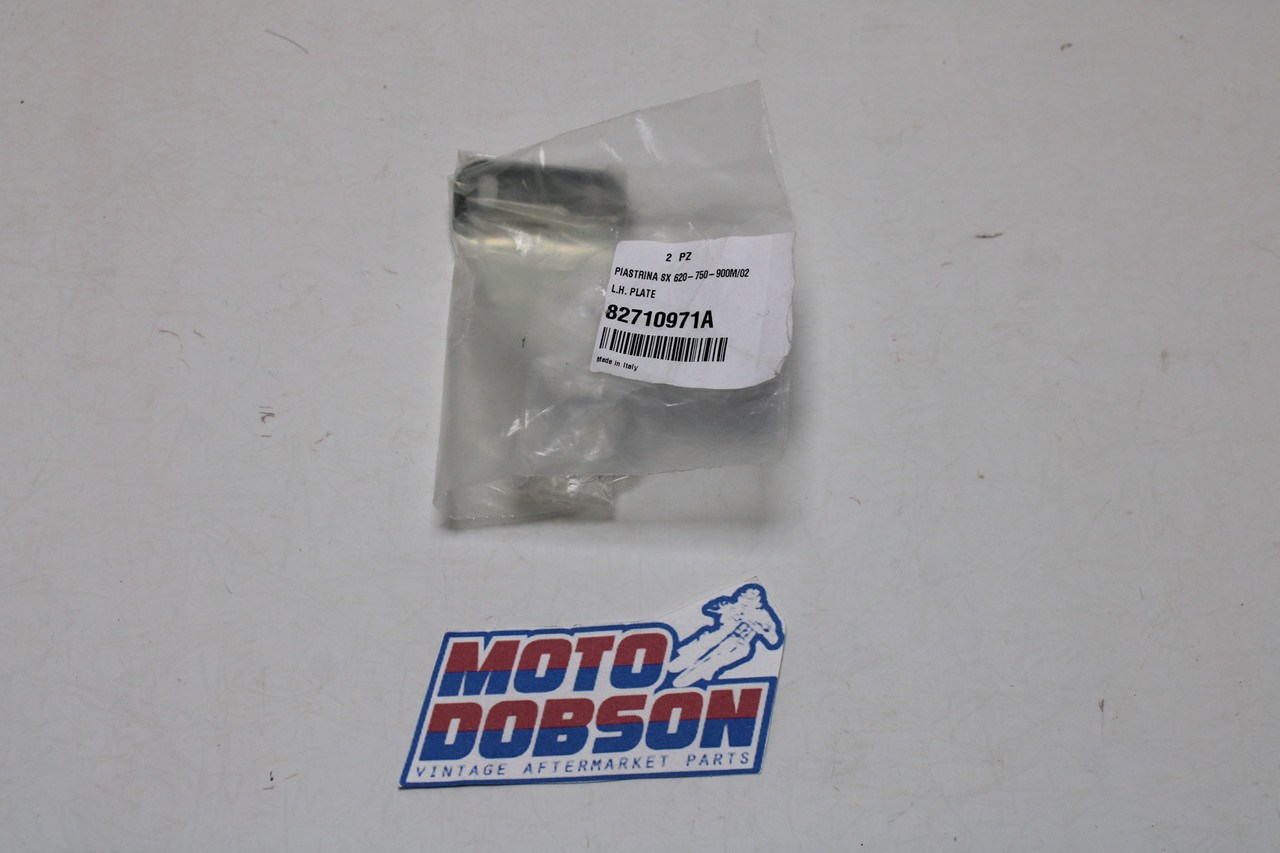 2 PZ
PIASTRINA SX 620-750-900M/02
L.H. PLATE
82710971A
Made in Italy
MOTO
DOBSON
VINTAGE AFTERMARKET PARTS